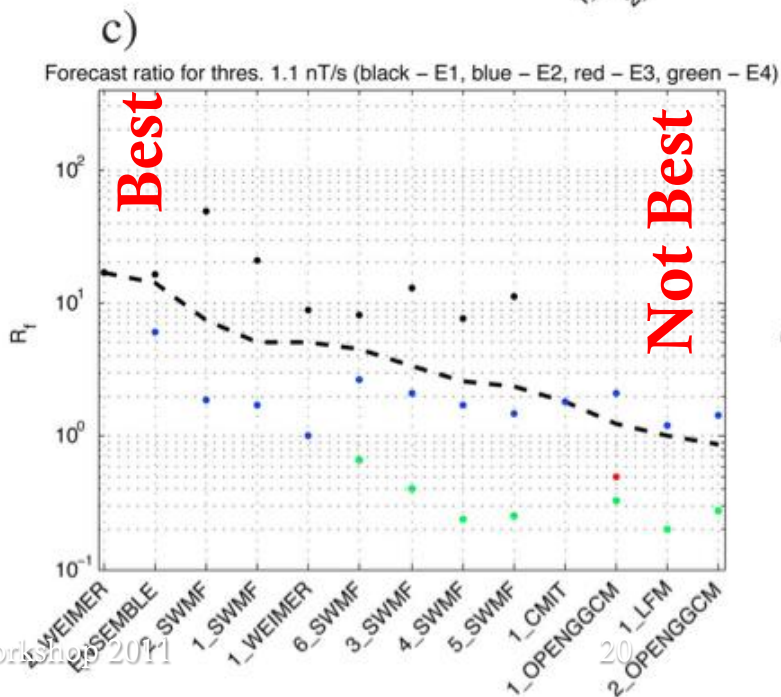 c)
Forecast ratio for thres. 1.1 nT/s (black − E1, blue − E2, red − E3, green − E4)
Best
Not Best
10²
10¹
10⁰
10⁻¹
R_f
WEIMER
ENSEMBLE
SWMF
1_SWMF
1_WEIMER
6_SWMF
3_SWMF
4_SWMF
5_SWMF
1_CMIT
1_OPENGGCM
1_LFM
2_OPENGGCM
2011
20